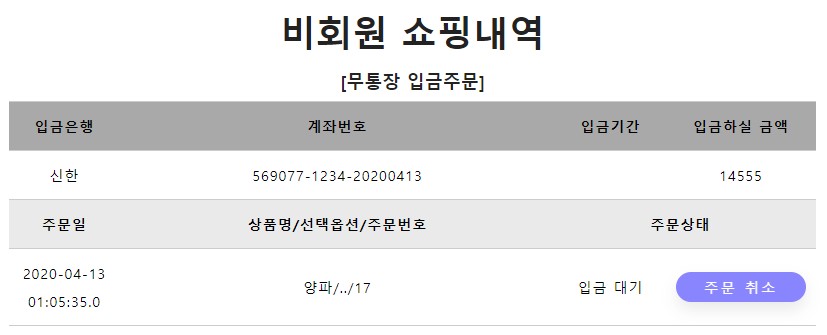 비회원 쇼핑내역
[무통장 입금주문]
입금은행 계좌번호 입금기간 입금하실 금액
신한 569077-1234-20200413 14555
주문일 상품명/선택옵션/주문번호 주문상태
2020-04-13
01:05:35.0 양파/../17 입금 대기 주문 취소